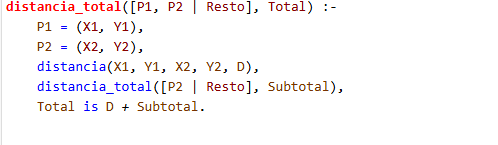 distancia_total([P1, P2 | Resto], Total) :-
    P1 = (X1, Y1),
    P2 = (X2, Y2),
    distancia(X1, Y1, X2, Y2, D),
    distancia_total([P2 | Resto], Subtotal),
    Total is D + Subtotal.